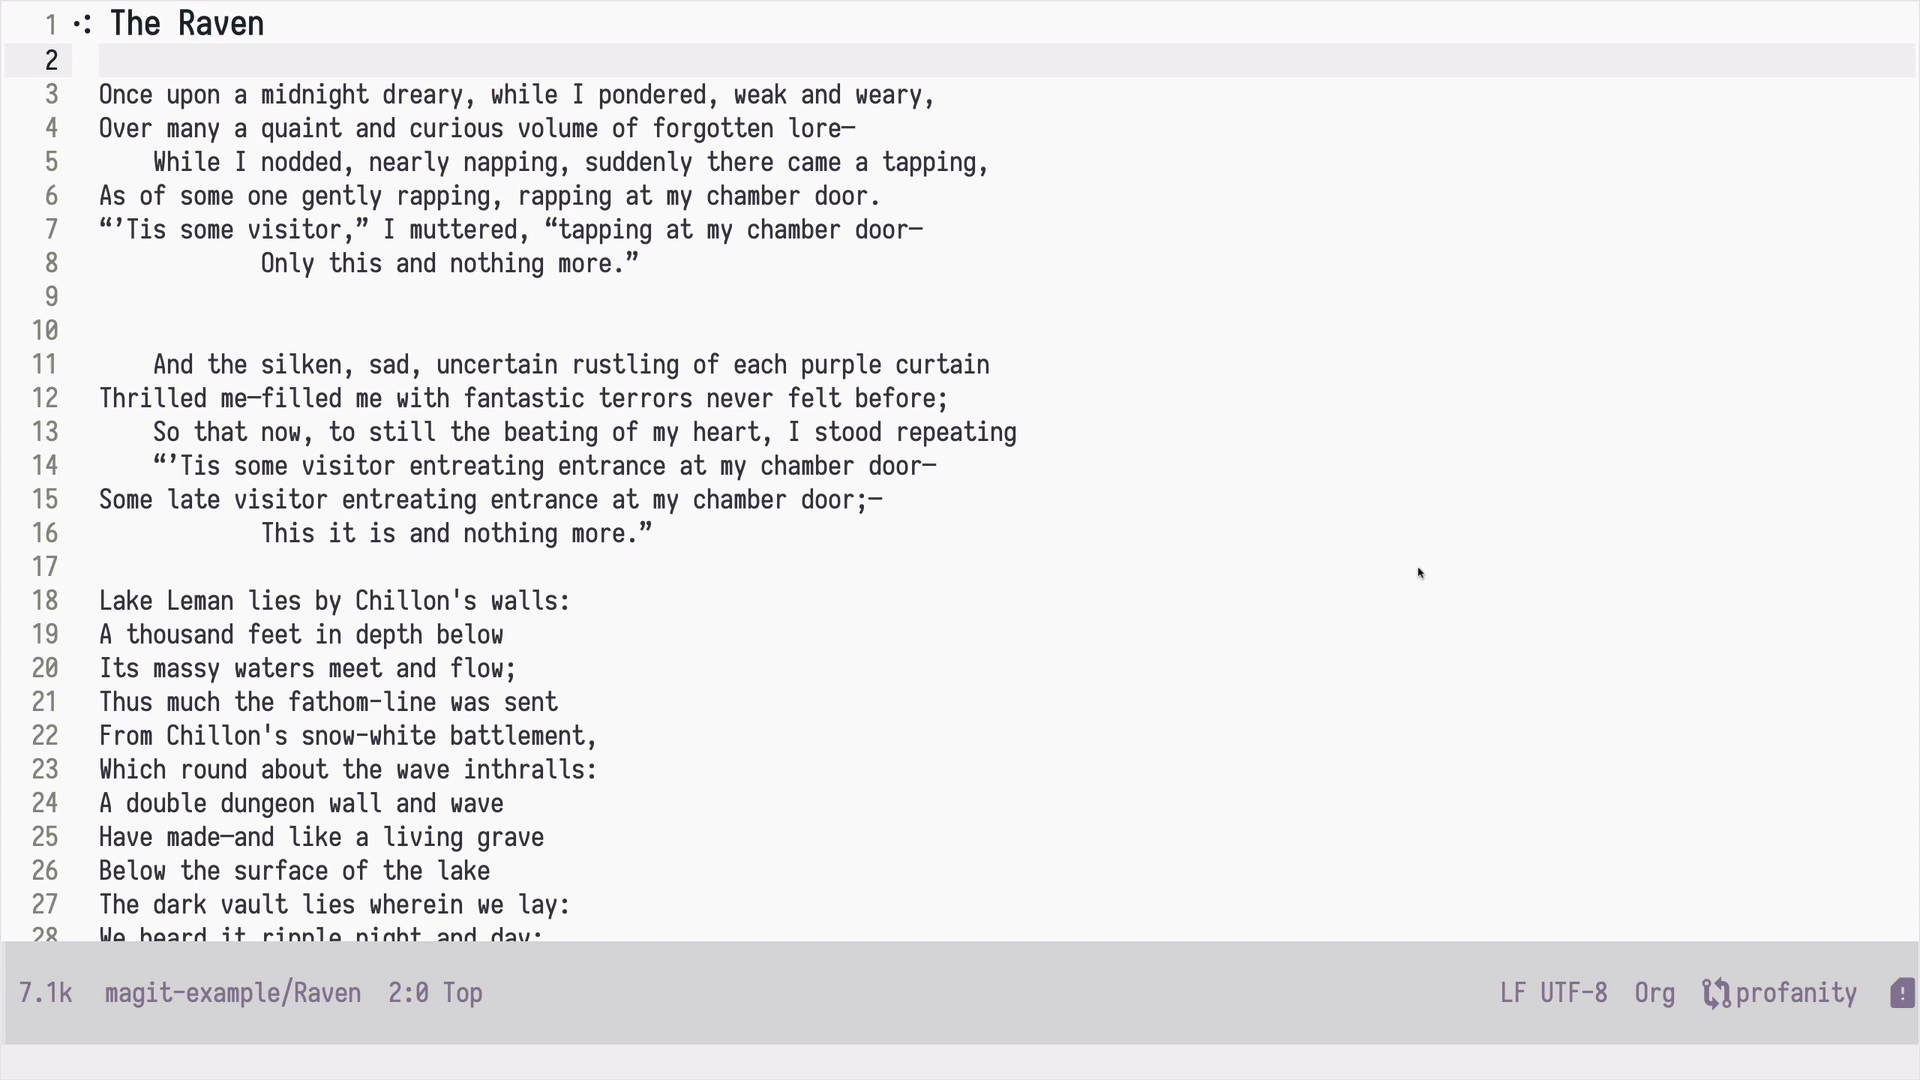 1 The Raven
2
3 Once upon a midnight dreary, while I pondered, weak and weary,
4 Over many a quaint and curious volume of forgotten lore—
5 While I nodded, nearly napping, suddenly there came a tapping,
6 As of some one gently rapping, rapping at my chamber door.
7 “’Tis some visitor,” I muttered, “tapping at my chamber door—
8 Only this and nothing more.”
9
10
11 And the silken, sad, uncertain rustling of each purple curtain
12 Thrilled me—filled me with fantastic terrors never felt before;
13 So that now, to still the beating of my heart, I stood repeating
14 “’Tis some visitor entreating entrance at my chamber door—
15 Some late visitor entreating entrance at my chamber door;—
16 This it is and nothing more.”
17
18 Lake Leman lies by Chillon's walls:
19 A thousand feet in depth below
20 Its massy waters meet and flow;
21 Thus much the fathom-line was sent
22 From Chillon's snow-white battlement,
23 Which round about the wave inthralls:
24 A double dungeon wall and wave
25 Have made—and like a living grave
26 Below the surface of the lake
27 The dark vault lies wherein we lay:
28 We heard it ripple night and day;
7.1k magit-example/Raven 2:0 Top LF UTF-8 Org profanity